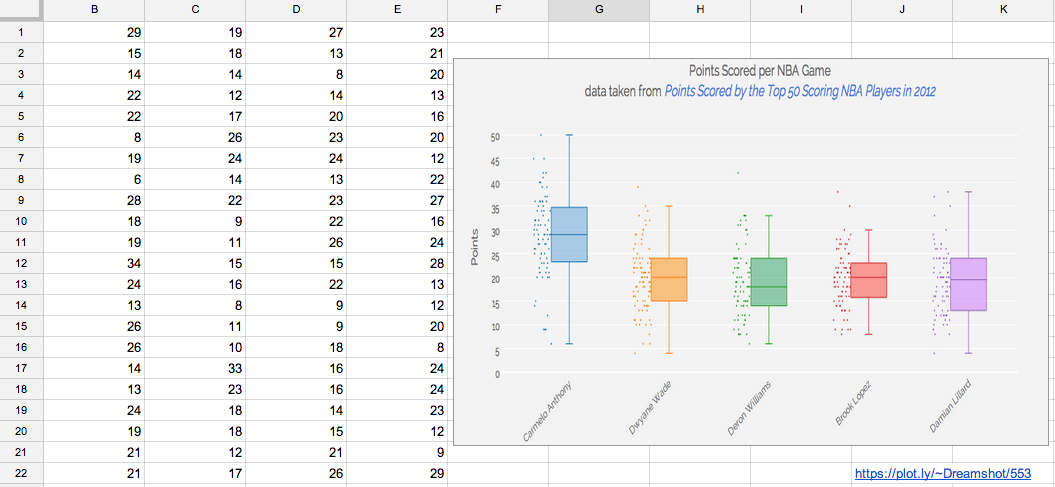 B C D E F G H I J K
1 29 19 27 23
2 15 18 13 21
3 14 14 8 20
4 22 12 14 13
5 22 17 20 16
6 8 26 23 20
7 19 24 24 12
8 6 14 13 22
9 28 22 23 27
10 18 9 22 16
11 19 11 26 24
12 34 15 15 28
13 24 16 22 13
14 13 8 9 12
15 26 11 9 20
16 26 10 18 8
17 14 33 16 24
18 13 23 16 24
19 24 18 14 23
20 19 18 15 12
21 21 12 21 9
22 21 17 26 29
Points Scored per NBA Game
data taken from Points Scored by the Top 50 Scoring NBA Players in 2012
Points
50
45
40
35
30
25
20
15
10
5
0
Carmelo Anthony
Dwyane Wade
Deron Williams
Brook Lopez
Damian Lillard
https://plot.ly/~Dreamshot/553